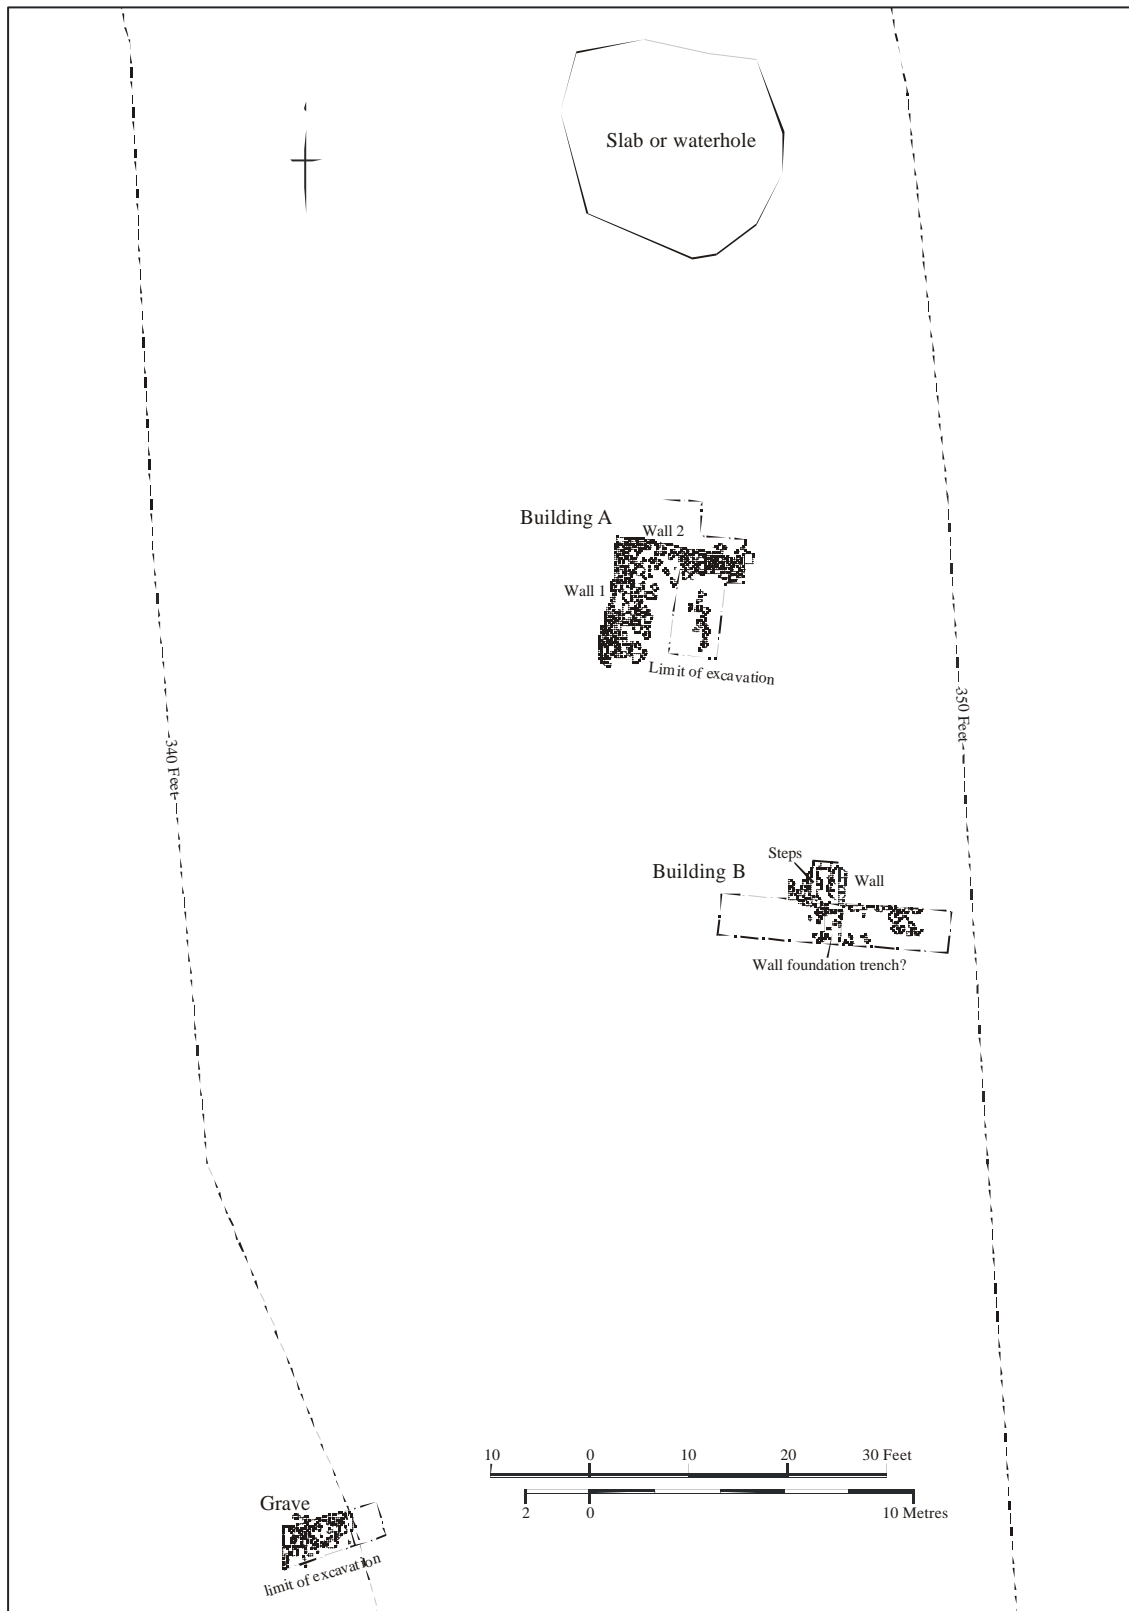 Slab or waterhole
Building A
Wall 2
Wall 1
Limit of excavation
340 Feet
350 Feet
Steps
Building B
Wall
Wall foundation trench?
10 0 10 20 30 Feet
2 0 10 Metres
Grave
limit of excavation